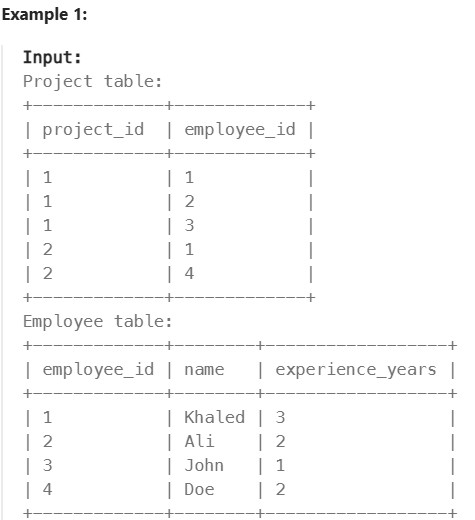 Example 1:
Input:
Project table:
+-------------+-------------+
| project_id  | employee_id |
+-------------+-------------+
| 1           | 1           |
| 1           | 2           |
| 1           | 3           |
| 2           | 1           |
| 2           | 4           |
+-------------+-------------+
Employee table:
+-------------+--------+------------------+
| employee_id | name   | experience_years |
+-------------+--------+------------------+
| 1           | Khaled | 3                |
| 2           | Ali    | 2                |
| 3           | John   | 1                |
| 4           | Doe    | 2                |
+-------------+--------+------------------+